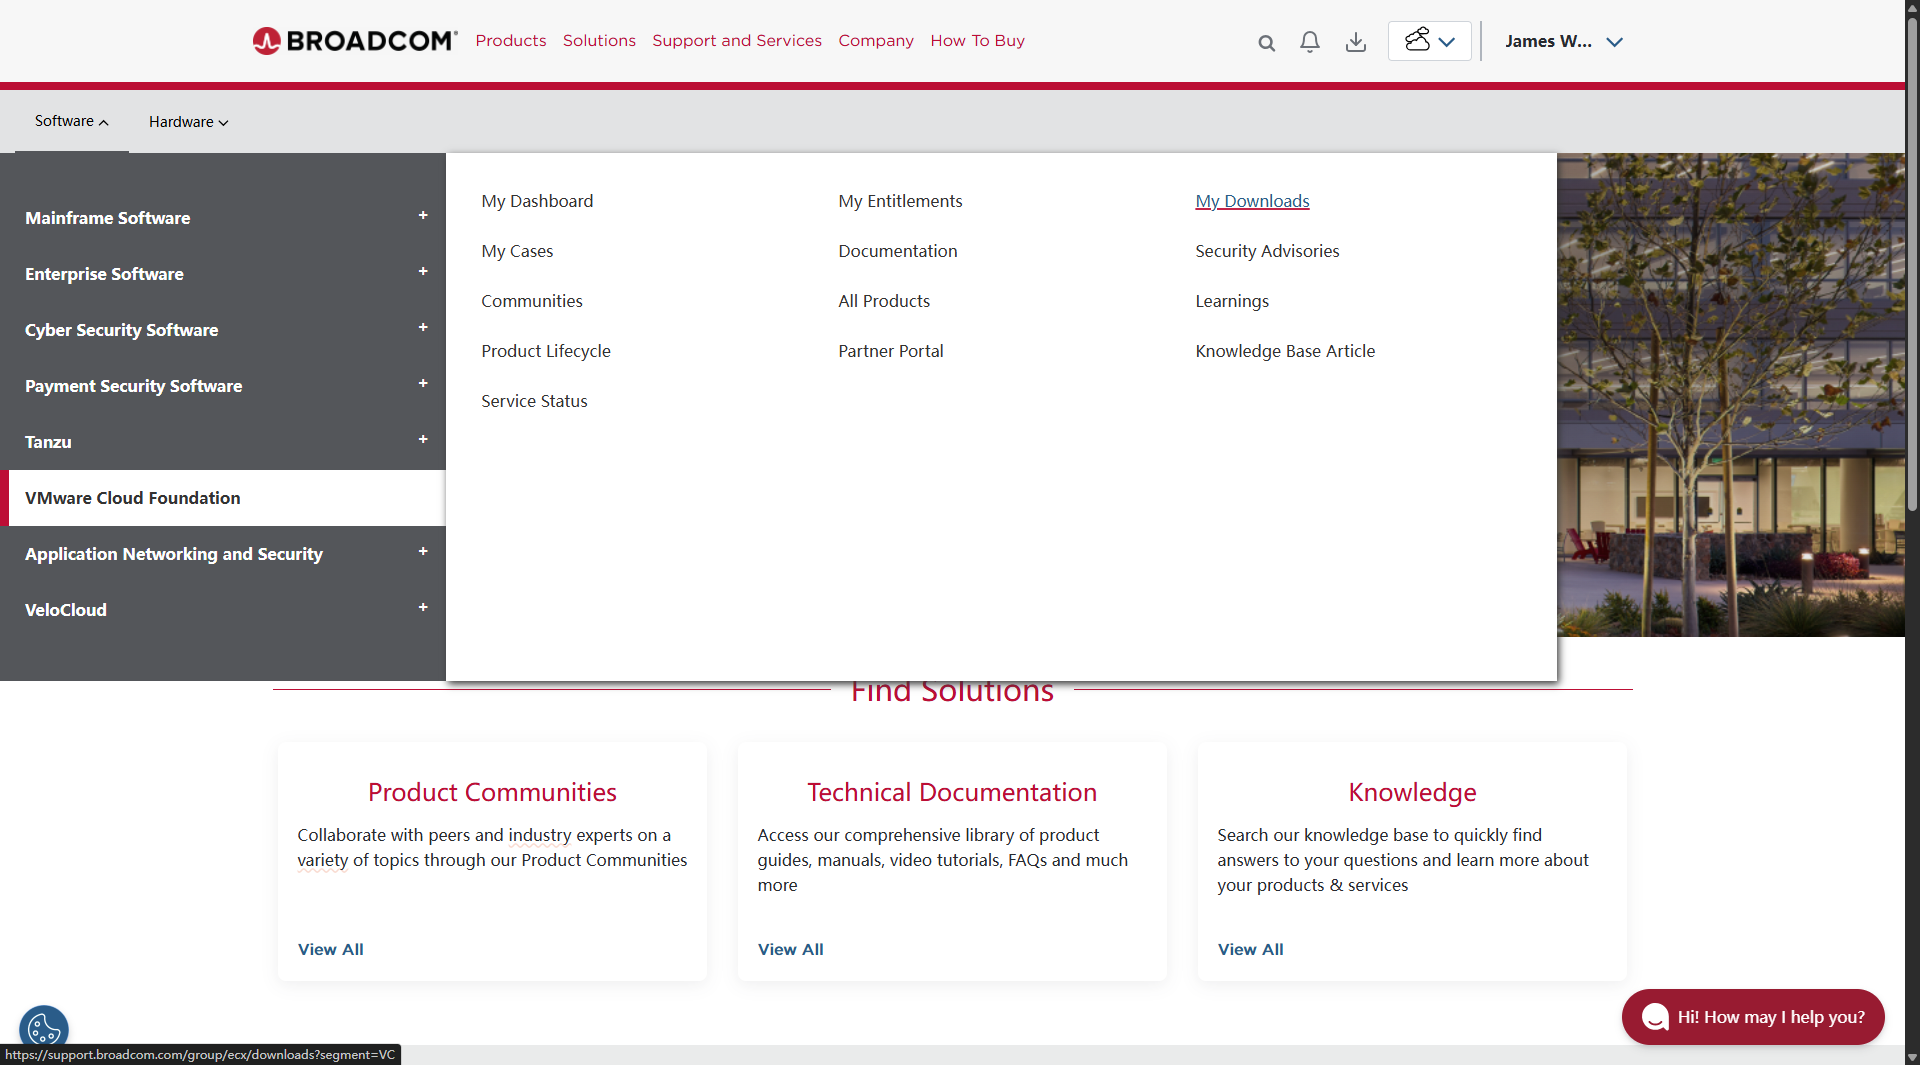 BROADCOM
Products Solutions Support and Services Company How To Buy
James W...
Software Hardware
Mainframe Software +
Enterprise Software +
Cyber Security Software +
Payment Security Software +
Tanzu +
VMware Cloud Foundation
Application Networking and Security +
VeloCloud +
My Dashboard My Entitlements My Downloads
My Cases Documentation Security Advisories
Communities All Products Learnings
Product Lifecycle Partner Portal Knowledge Base Article
Service Status
Find Solutions
Product Communities
Collaborate with peers and industry experts on a
variety of topics through our Product Communities
View All
Technical Documentation
Access our comprehensive library of product
guides, manuals, video tutorials, FAQs and much
more
View All
Knowledge
Search our knowledge base to quickly find
answers to your questions and learn more about
your products & services
View All
Hi! How may I help you?
https://support.broadcom.com/group/ecx/downloads?segment=VC